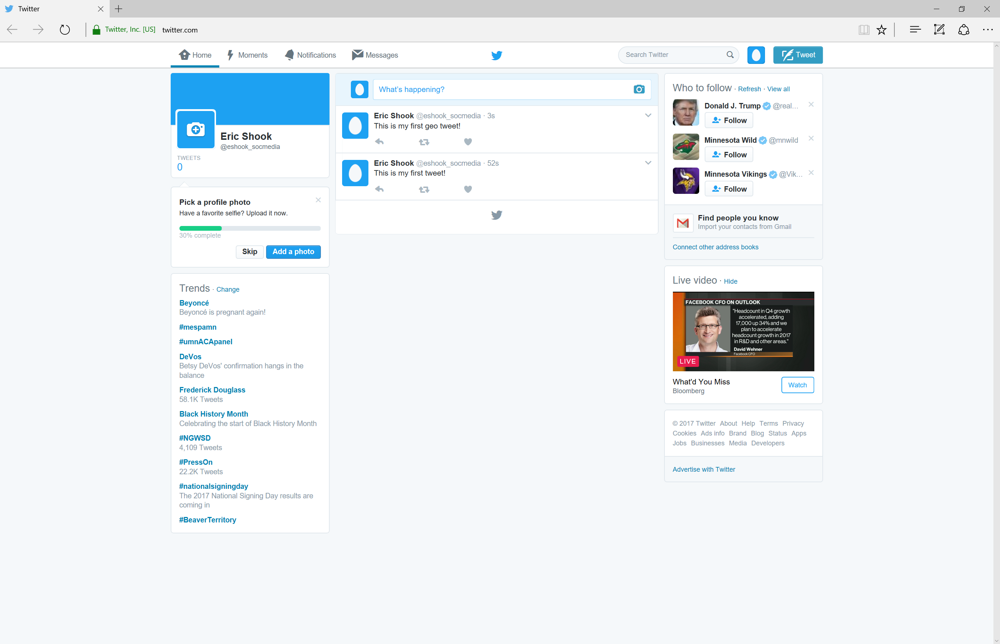 Twitter
Twitter, Inc. [US] twitter.com
Home Moments Notifications Messages
Search Twitter
Tweet
Eric Shook
@eshook_socmedia
TWEETS
0
Pick a profile photo
Have a favorite selfie? Upload it now.
30% complete
Skip Add a photo
Trends · Change
Beyoncé
Beyoncé is pregnant again!
#mespamn
#umnACApanel
DeVos
Betsy DeVos' confirmation hangs in the
balance
Frederick Douglass
58.1K Tweets
Black History Month
Celebrating the start of Black History Month
#NGWSD
4,109 Tweets
#PressOn
22.2K Tweets
#nationalsigningday
The 2017 National Signing Day results are
coming in
#BeaverTerritory
What's happening?
Eric Shook @eshook_socmedia · 3s
This is my first geo tweet!
Eric Shook @eshook_socmedia · 52s
This is my first tweet!
Who to follow · Refresh · View all
Donald J. Trump @real...
Follow
Minnesota Wild @mnwild
Follow
Minnesota Vikings @Vik...
Follow
Find people you know
Import your contacts from Gmail
Connect other address books
Live video · Hide
FACEBOOK CFO ON OUTLOOK
"Headcount in Q4 growth
accelerated, adding
17,000 up 34% and we
plan to accelerate
headcount growth in 2017
in R&D and other areas."
David Wehner
Facebook CFO
LIVE
What'd You Miss
Bloomberg
Watch
© 2017 Twitter About Help Terms Privacy
Cookies Ads info Brand Blog Status Apps
Jobs Businesses Media Developers
Advertise with Twitter